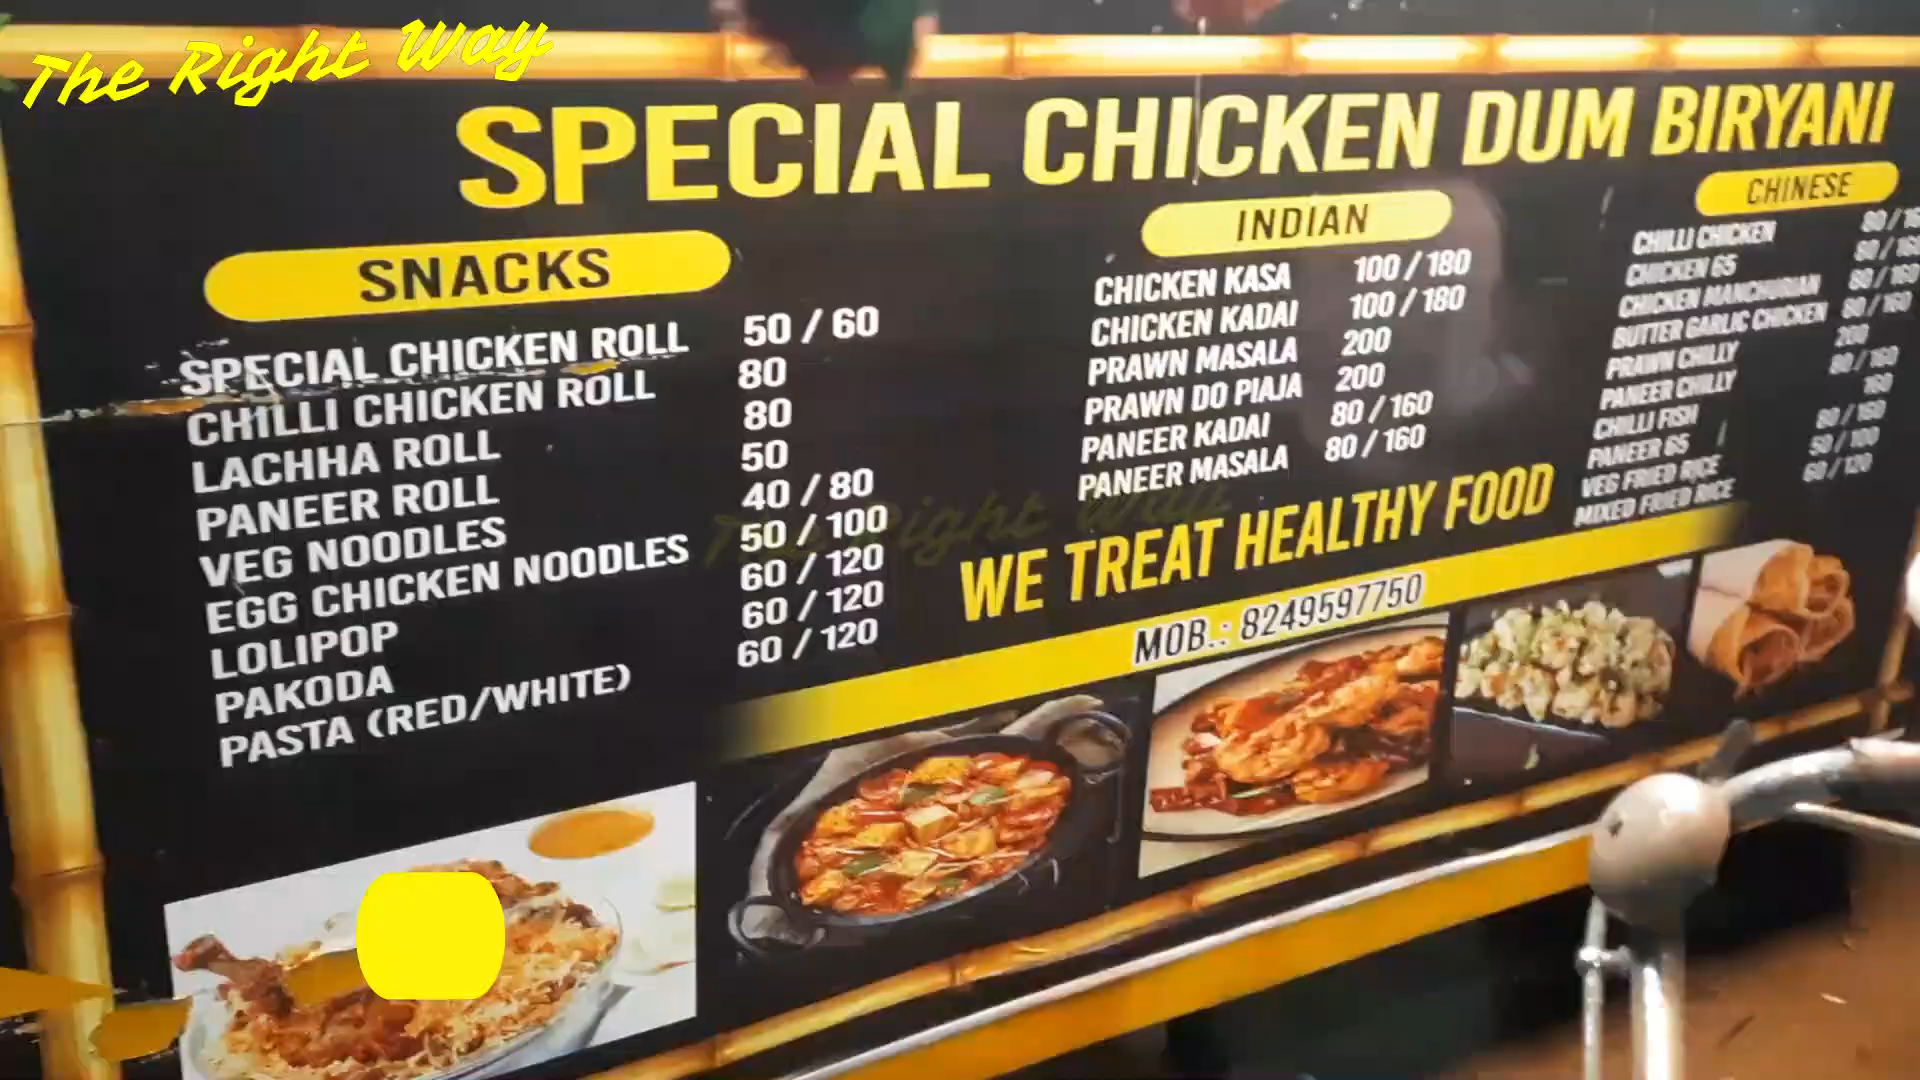 The Right Way
SPECIAL CHICKEN DUM BIRYANI
SNACKS
SPECIAL CHICKEN ROLL 50 / 60
CHILLI CHICKEN ROLL 80
LACHHA ROLL 80
PANEER ROLL 50
VEG NOODLES 40 / 80
EGG CHICKEN NOODLES 50 / 100
LOLIPOP 60 / 120
PAKODA 60 / 120
PASTA (RED/WHITE) 60 / 120
INDIAN
CHICKEN KASA 100 / 180
CHICKEN KADAI 100 / 180
PRAWN MASALA 200
PRAWN DO PIAJA 200
PANEER KADAI 80 / 160
PANEER MASALA 80 / 160
CHINESE
CHILLI CHICKEN 80 / 16
CHICKEN 65 80 / 160
CHICKEN MANCHURIAN 80 / 160
BUTTER GARLIC CHICKEN 80 / 160
PRAWN CHILLY 200
PANEER CHILLY 80 / 160
CHILLI FISH 160
PANEER 65 80 / 160
VEG FRIED RICE 50 / 100
MIXED FRIED RICE 60 / 120
The Right Way
WE TREAT HEALTHY FOOD
MOB.: 8249597750